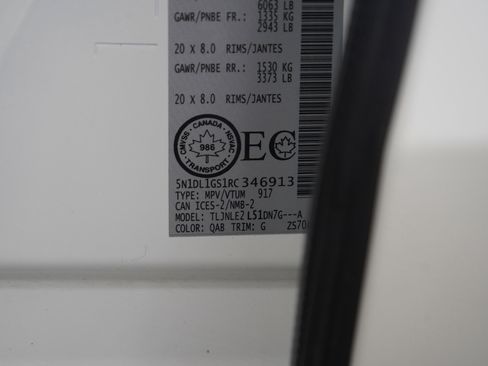 6063 LB
GAWR/PNBE FR.: 1335 KG
2943 LB
20 X 8.0 RIMS/JANTES
GAWR/PNBE RR.: 1530 KG
3373 LB
20 X 8.0 RIMS/JANTES
CMVSS - CANADA - NSVAC
986
TRANSPORT
EC
5N1DL1GS1RC346913
TYPE: MPV/VTUM 917
CAN ICES-2/NMB-2
MODEL: TLJNLE2 LS1DN7G---A
COLOR: QAB TRIM: G